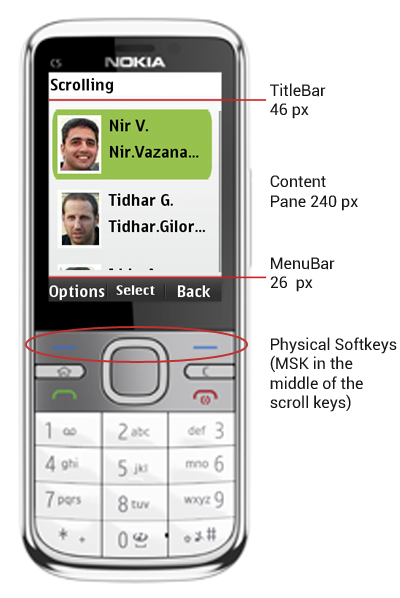 C5 NOKIA
Scrolling
TitleBar
46 px
Nir V.
Nir.Vazana...
Content
Pane 240 px
Tidhar G.
Tidhar.Gilor...
MenuBar
26 px
Options Select Back
Physical Softkeys
(MSK in the
middle of the
scroll keys)
1 2 abc def 3
4 ghi 5 jkl mno 6
7 pqrs 8 tuv wxyz 9
* + 0 #